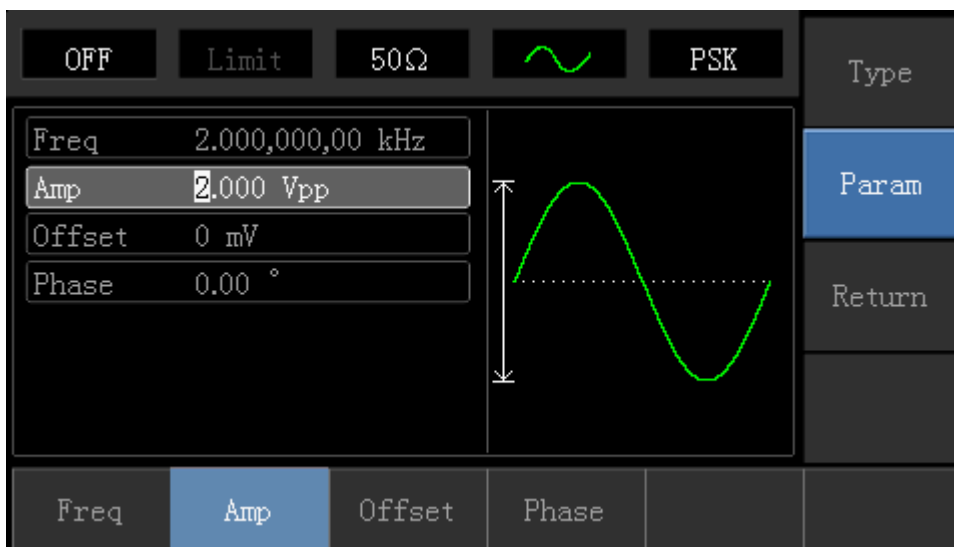 OFF Limit 50Ω PSK
Type
Freq 2.000,000,00 kHz
Amp 2.000 Vpp
Param
Offset 0 mV
Phase 0.00 °
Return
Freq Amp Offset Phase